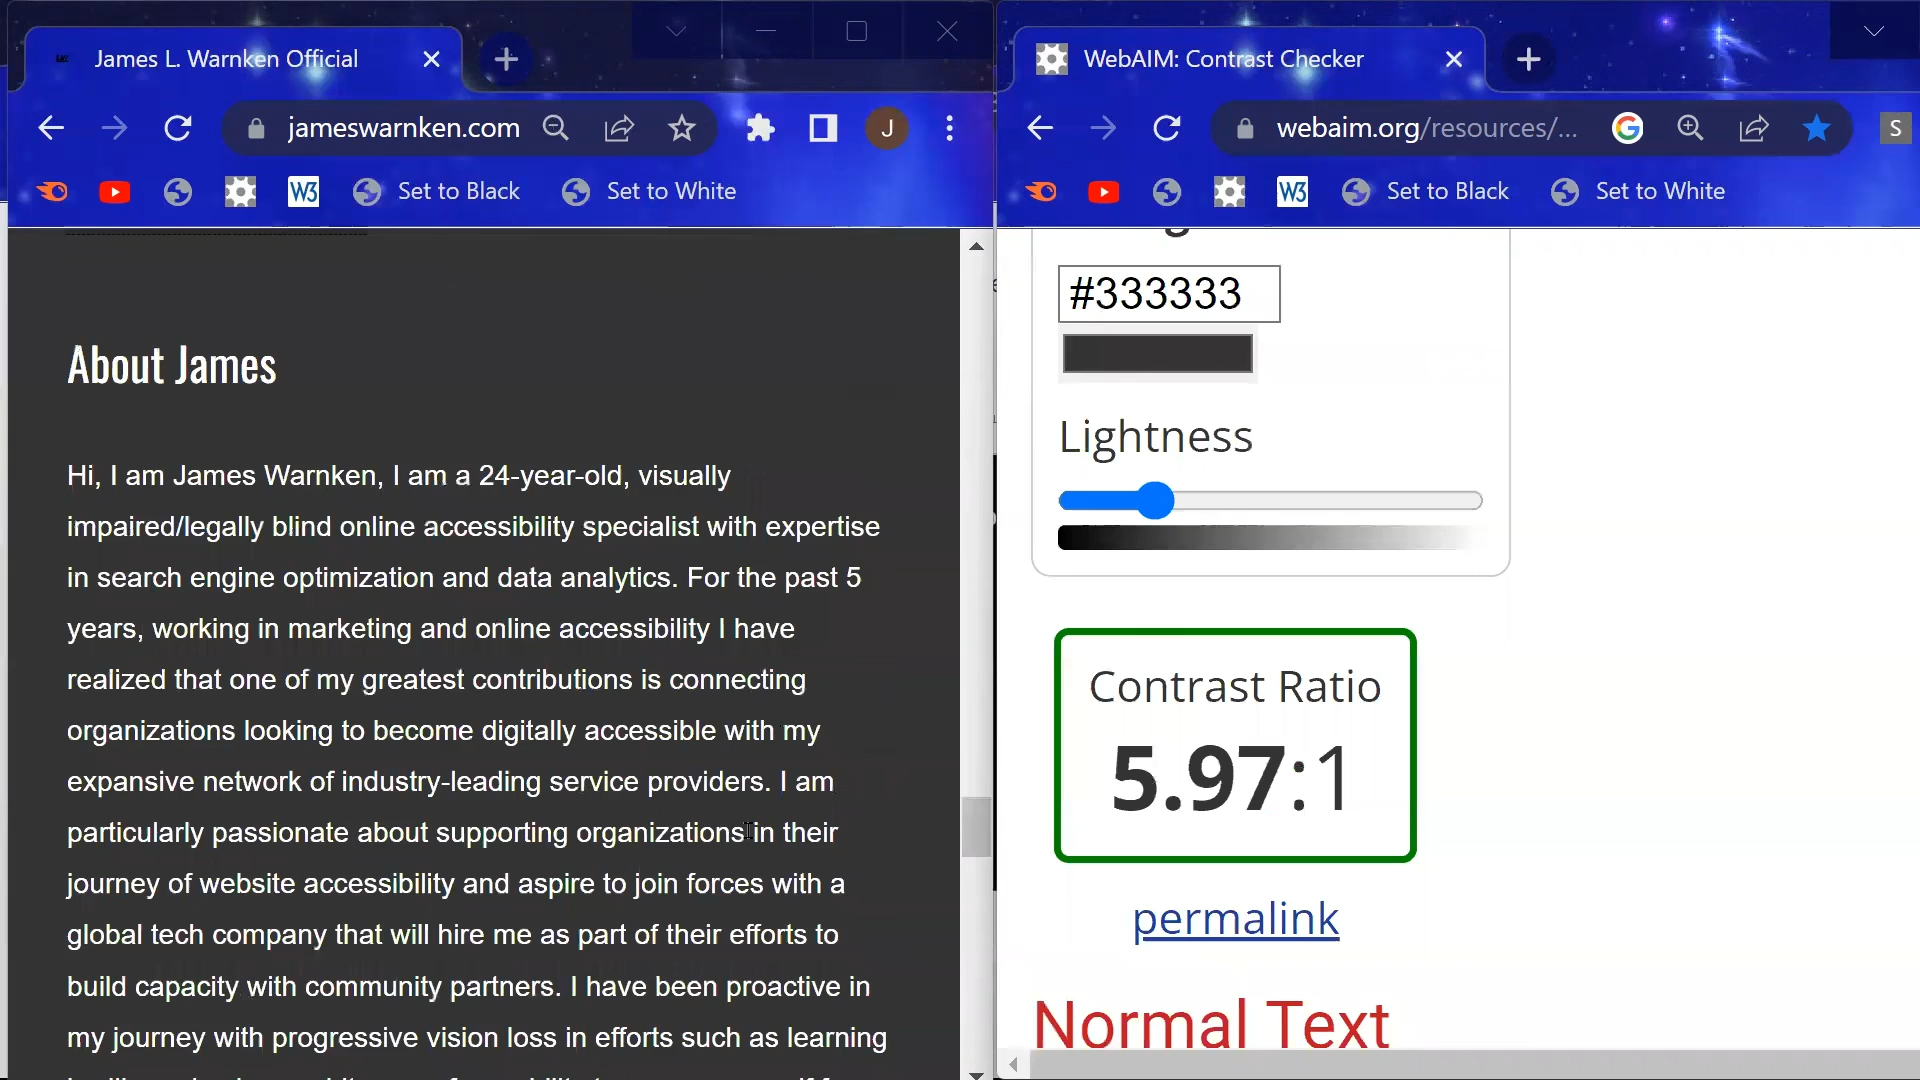 James L. Warnken Official
jameswarnken.com
J
W3
Set to Black
Set to White
About James
Hi, I am James Warnken, I am a 24-year-old, visually
impaired/legally blind online accessibility specialist with expertise
in search engine optimization and data analytics. For the past 5
years, working in marketing and online accessibility I have
realized that one of my greatest contributions is connecting
organizations looking to become digitally accessible with my
expansive network of industry-leading service providers. I am
particularly passionate about supporting organizations in their
journey of website accessibility and aspire to join forces with a
global tech company that will hire me as part of their efforts to
build capacity with community partners. I have been proactive in
my journey with progressive vision loss in efforts such as learning
WebAIM: Contrast Checker
webaim.org/resources/...
S
W3
Set to Black
Set to White
#333333
Lightness
Contrast Ratio
5.97:1
permalink
Normal Text